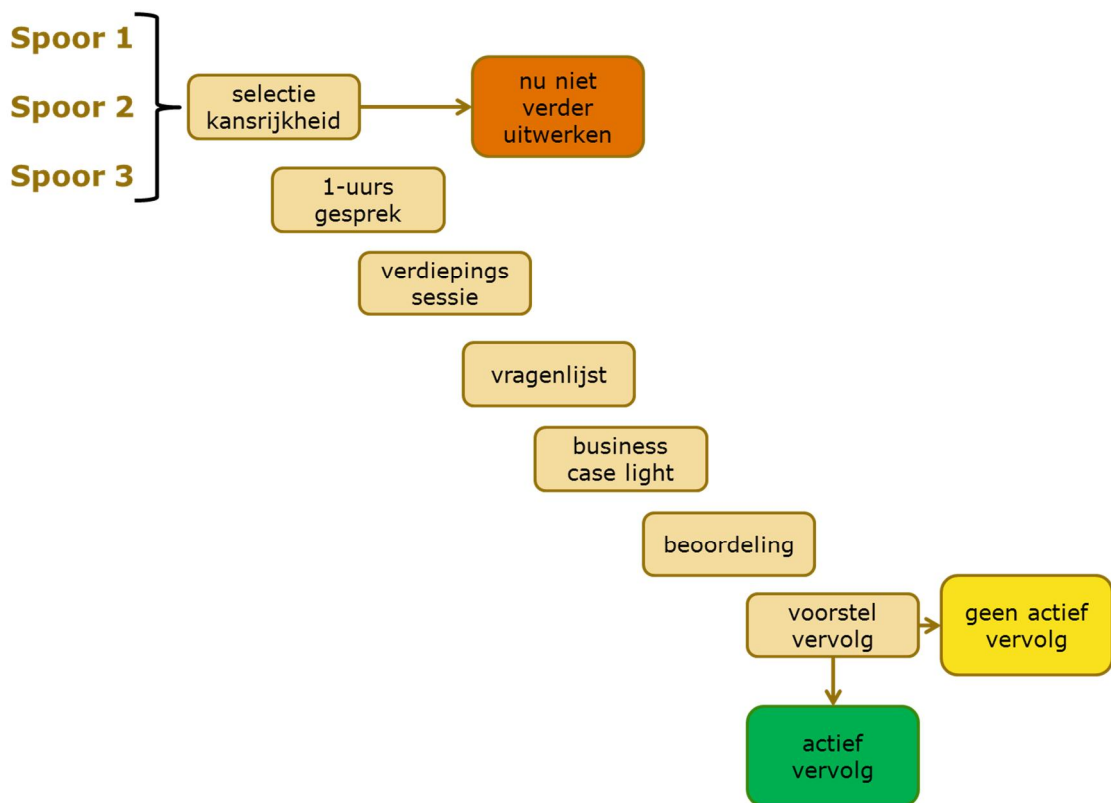 Spoor 1
Spoor 2
Spoor 3
selectie
kansrijkheid
nu niet
verder
uitwerken
1-uurs
gesprek
verdiepings
sessie
vragenlijst
business
case light
beoordeling
voorstel
vervolg
geen actief
vervolg
actief
vervolg